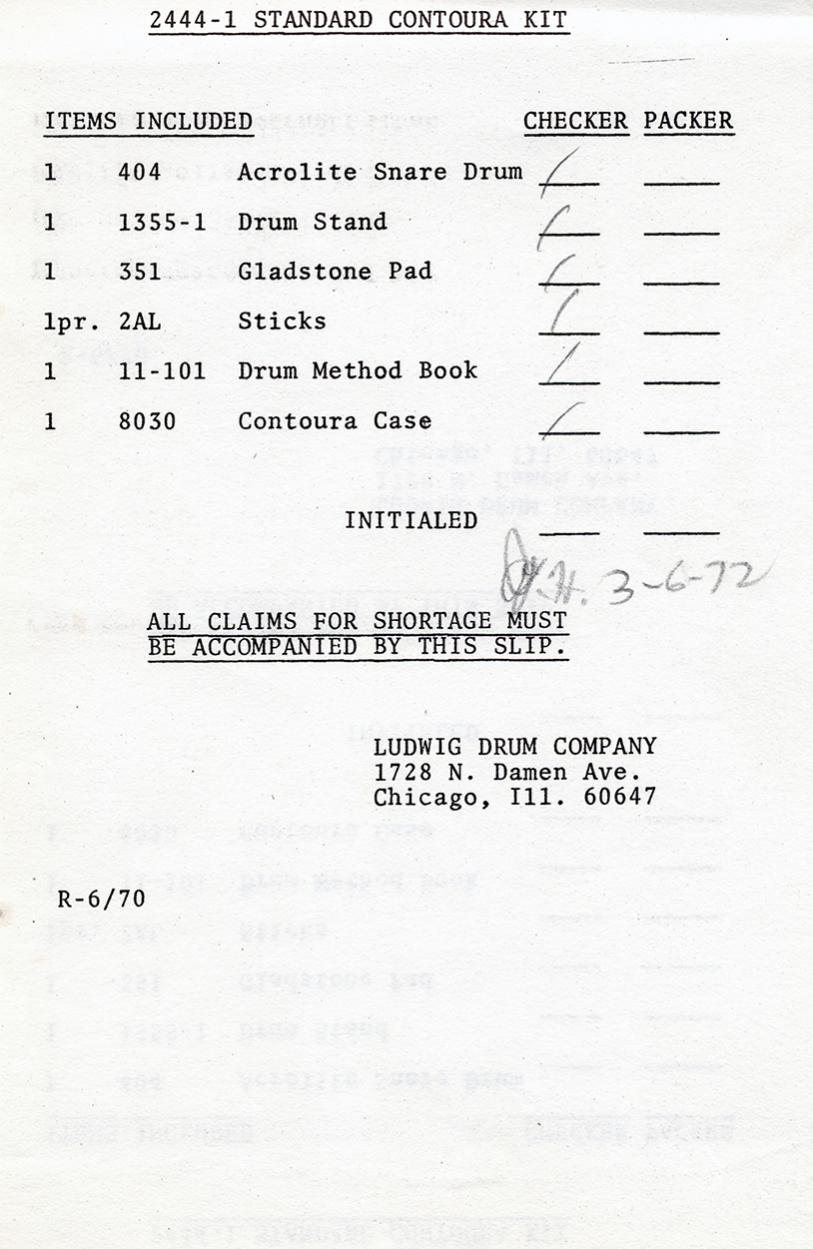 2444-1 STANDARD CONTOURA KIT
ITEMS INCLUDED CHECKER PACKER
1 404 Acrolite Snare Drum
1 1355-1 Drum Stand
1 351 Gladstone Pad
1pr. 2AL Sticks
1 11-101 Drum Method Book
1 8030 Contoura Case
INITIALED
H. 3-6-72
ALL CLAIMS FOR SHORTAGE MUST
BE ACCOMPANIED BY THIS SLIP.
LUDWIG DRUM COMPANY
1728 N. Damen Ave.
Chicago, Ill. 60647
R-6/70